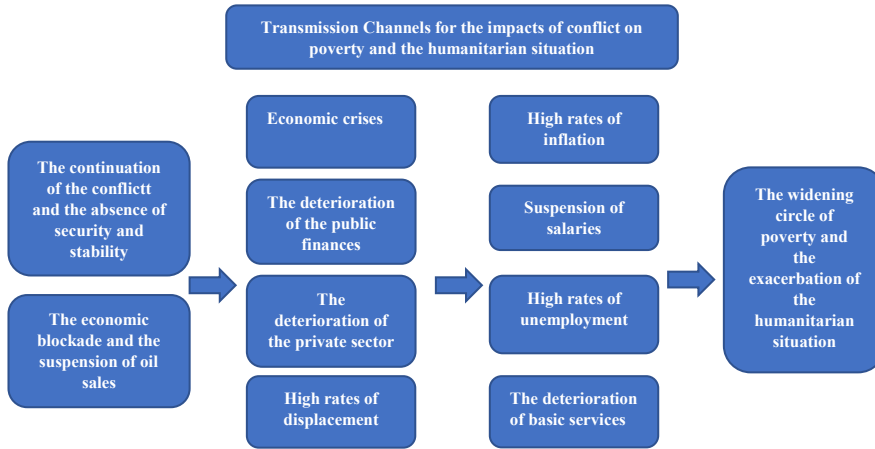 Transmission Channels for the impacts of conflict on
poverty and the humanitarian situation
The continuation
of the conflictt
and the absence of
security and
stability
The economic
blockade and the
suspension of oil
sales
Economic crises
The deterioration
of the public
finances
The
deterioration of
the private sector
High rates of
displacement
High rates of
inflation
Suspension of
salaries
High rates of
unemployment
The deterioration
of basic services
The widening
circle of
poverty and
the
exacerbation of
the
humanitarian
situation